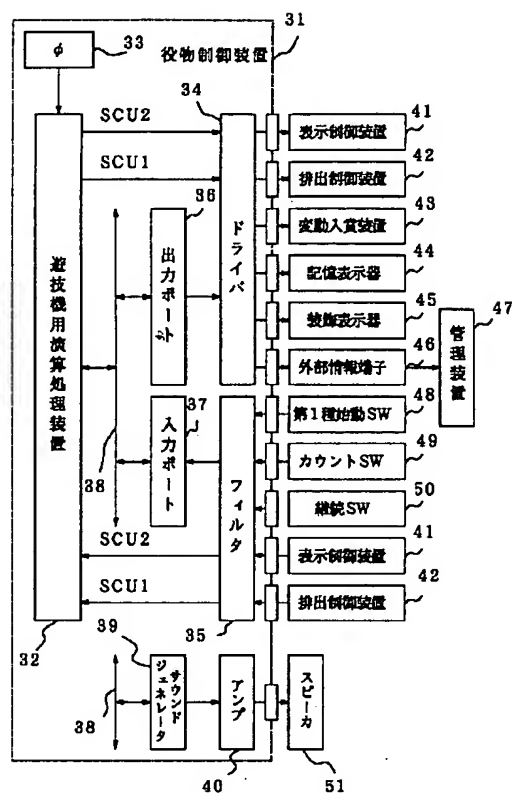 31
33
φ
役物制御装置
34
SCU2
SCU1
36
出力ポート
ドライバ
遊技機用演算処理装置
37
入力ポート
38
フィルタ
SCU2
SCU1
32
35
表示制御装置
41
排出制御装置
42
変動入賞装置
43
記憶表示器
44
装飾表示器
45
外部情報端子
46
管理装置
47
第1種始動SW
48
カウントSW
49
継続SW
50
表示制御装置
41
排出制御装置
42
39
サウンド
ジェネレータ
38
アンプ
40
スピーカ
51